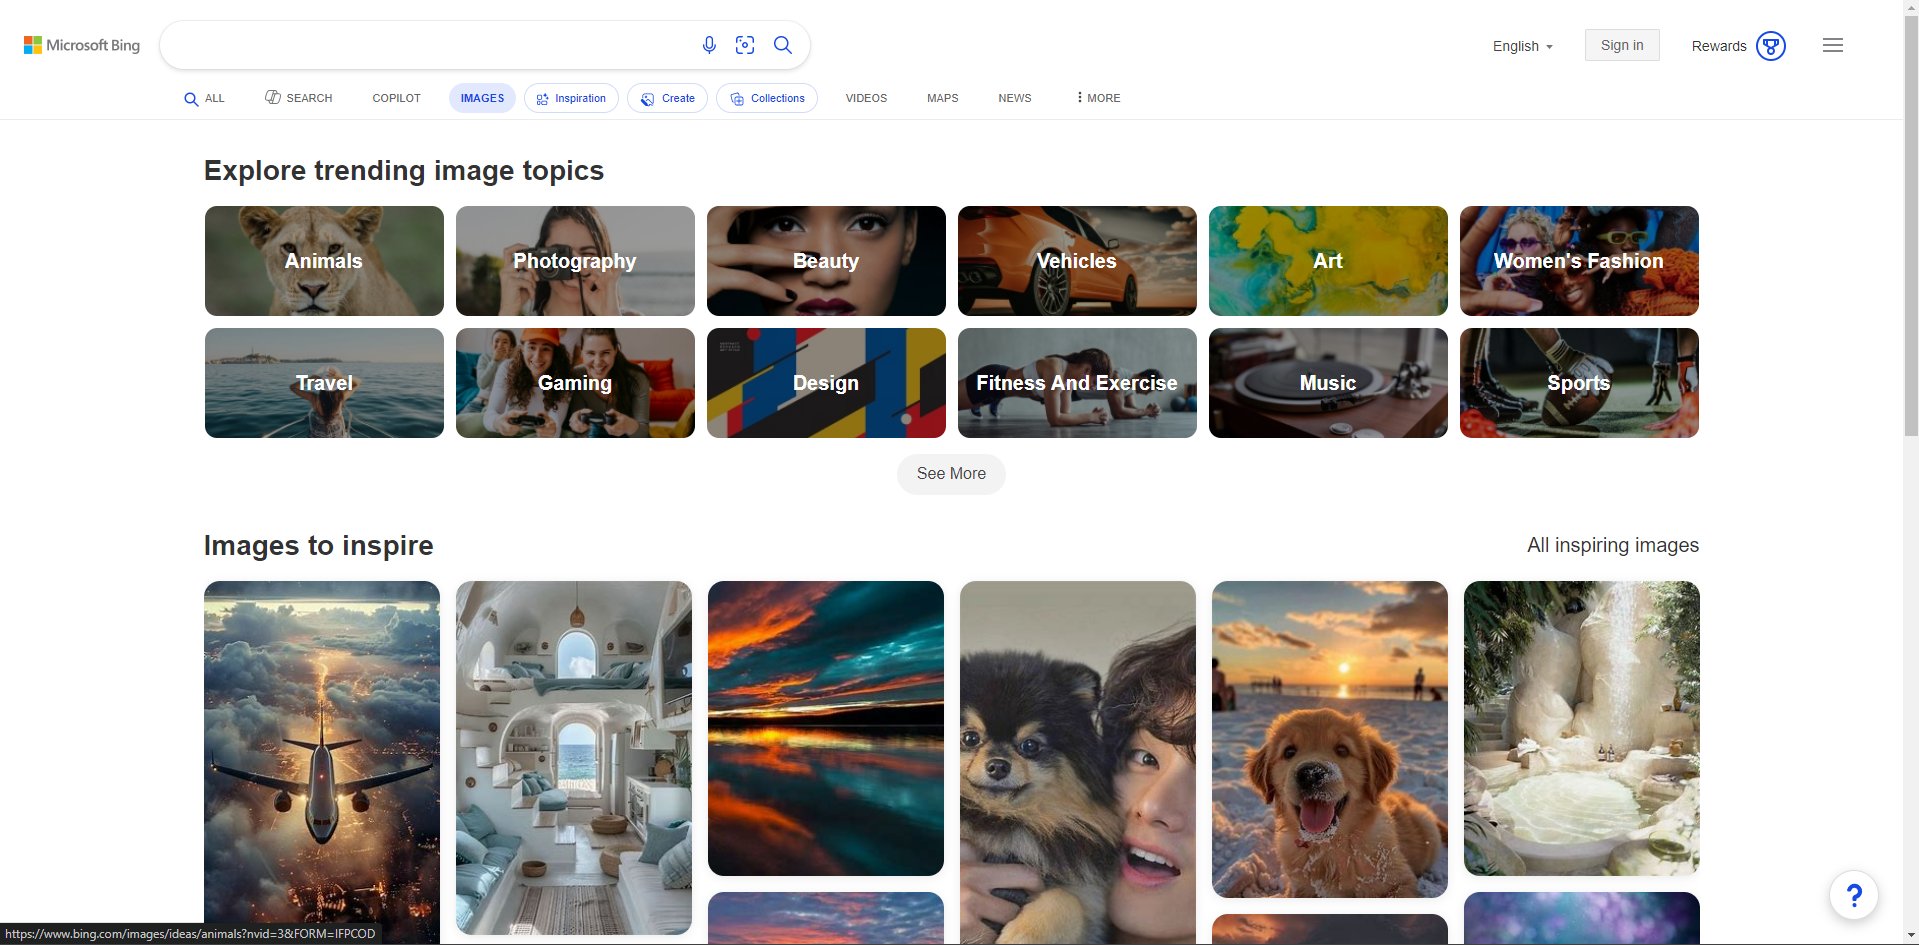 Microsoft Bing
English
Sign in
Rewards
ALL
SEARCH
COPILOT
IMAGES
Inspiration
Create
Collections
VIDEOS
MAPS
NEWS
MORE
Explore trending image topics
Animals
Photography
Beauty
Vehicles
Art
Women's Fashion
Travel
Gaming
Design
Fitness And Exercise
Music
Sports
See More
Images to inspire
All inspiring images
?
https://www.bing.com/images/ideas/animals?nvid=3&FORM=IFPCOD